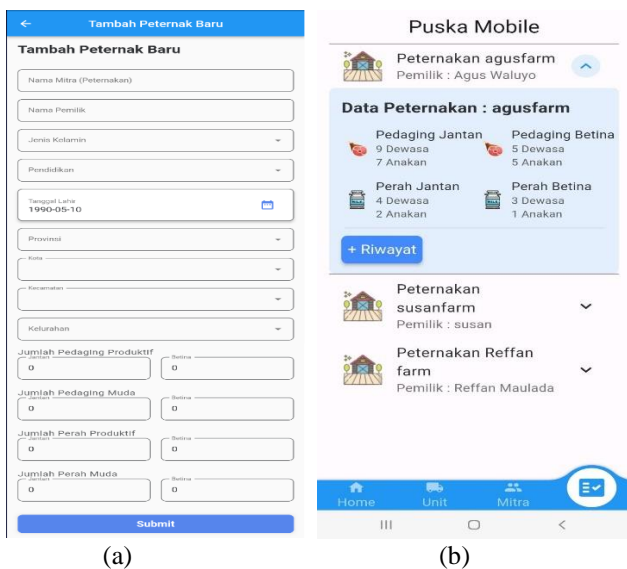 Tambah Peternak Baru
Tambah Peternak Baru
Nama Mitra (Peternakan)
Nama Pemilik
Jenis Kelamin
Pendidikan
Tanggal Lahir
1990-05-10
Provinsi
Kota
Kecamatan
Kelurahan
Jumlah Pedaging Produktif
Jantan Betina
0 0
Jumlah Pedaging Muda
Jantan Betina
0 0
Jumlah Perah Produktif
Jantan Betina
0 0
Jumlah Perah Muda
Jantan Betina
0 0
Submit
(a)
Puska Mobile
Peternakan agusfarm
Pemilik : Agus Waluyo
Data Peternakan : agusfarm
Pedaging Jantan Pedaging Betina
9 Dewasa 5 Dewasa
7 Anakan 5 Anakan
Perah Jantan Perah Betina
4 Dewasa 3 Dewasa
2 Anakan 1 Anakan
+ Riwayat
Peternakan
susanfarm
Pemilik : susan
Peternakan Reffan
farm
Pemilik : Reffan Maulada
Home Unit Mitra
(b)